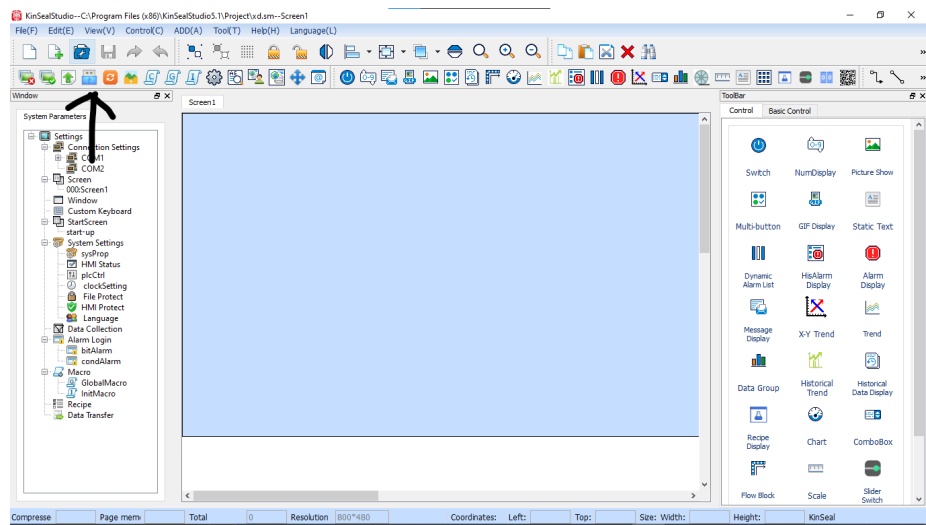 KinSealStudio--C:\Program Files (x86)\KinSealStudio5.1\Project\xd.sm--Screen1
File(F) Edit(E) View(V) Control(C) ADD(A) Tool(T) Help(H) Language(L)
Window
System Parameters
Settings
Connection Settings
COM1
COM2
Screen
000:Screen1
Window
Custom Keyboard
StartScreen
start-up
System Settings
sysProp
HMI Status
plcCtrl
clockSetting
File Protect
HMI Protect
Language
Data Collection
Alarm Login
bitAlarm
condAlarm
Macro
GlobalMacro
InitMacro
Recipe
Data Transfer
Screen1
ToolBar
Control Basic Control
Switch NumDisplay Picture Show
Multi-button GIF Display Static Text
Dynamic Alarm List
HisAlarm Display
Alarm Display
Message Display
X-Y Trend
Trend
Data Group
Historical Trend
Historical Data Display
Recipe Display
Chart
ComboBox
Flow Block
Scale
Slider Switch
Compresse Page mem Total 0 Resolution 800*480 Coordinates: Left: Top: Size: Width: Height: KinSeal